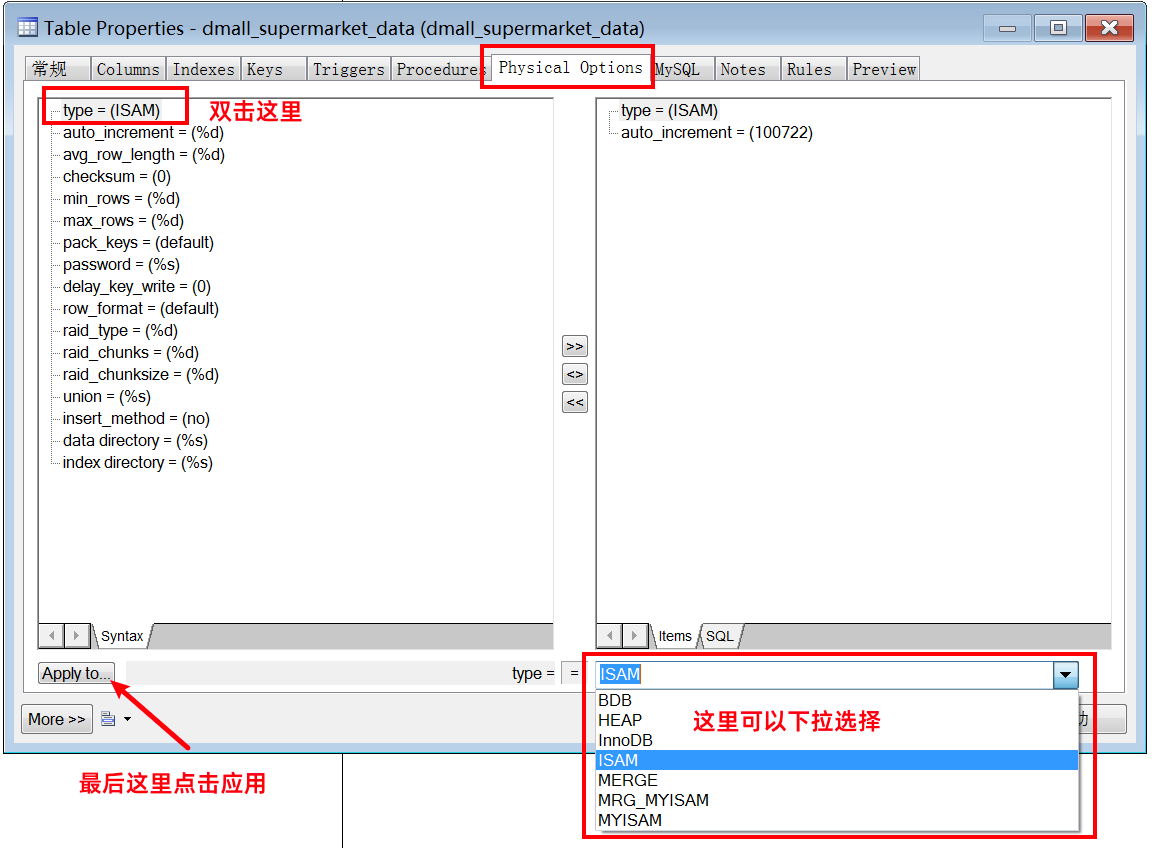 Table Properties - dmall_supermarket_data (dmall_supermarket_data)
常规 Columns Indexes Keys Triggers Procedures Physical Options MySQL Notes Rules Preview
type = (ISAM)
双击这里
auto_increment = (%d)
avg_row_length = (%d)
checksum = (0)
min_rows = (%d)
max_rows = (%d)
pack_keys = (default)
password = (%s)
delay_key_write = (0)
row_format = (default)
raid_type = (%d)
raid_chunks = (%d)
raid_chunksize = (%d)
union = (%s)
insert_method = (no)
data directory = (%s)
index directory = (%s)
>>
<>
<<
type = (ISAM)
auto_increment = (100722)
Syntax
Items SQL
Apply to...
type =
=
ISAM
BDB
HEAP
InnoDB
ISAM
MERGE
MRG_MYISAM
MYISAM
这里可以下拉选择
More >>
助
最后这里点击应用